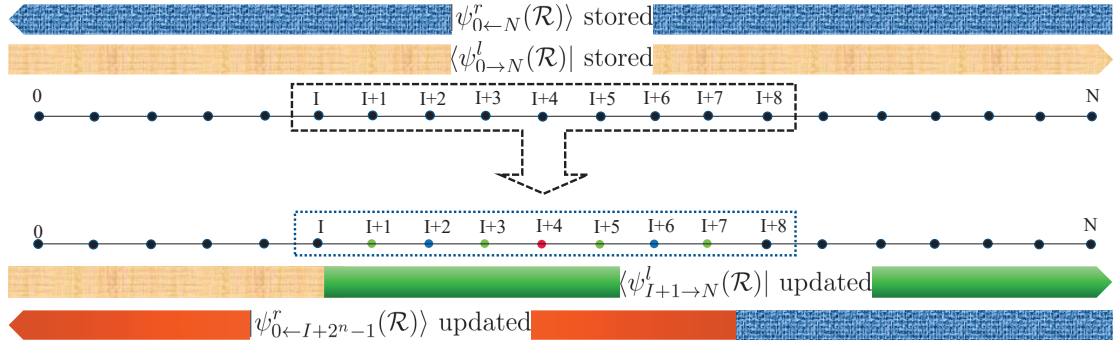 ψ^r_{0←N}(ℛ)⟩ stored
⟨ψ^l_{0→N}(ℛ)| stored
0 I I+1 I+2 I+3 I+4 I+5 I+6 I+7 I+8 N
0 I I+1 I+2 I+3 I+4 I+5 I+6 I+7 I+8 N
⟨ψ^l_{I+1→N}(ℛ)| updated
|ψ^r_{0←I+2^n−1}(ℛ)⟩ updated